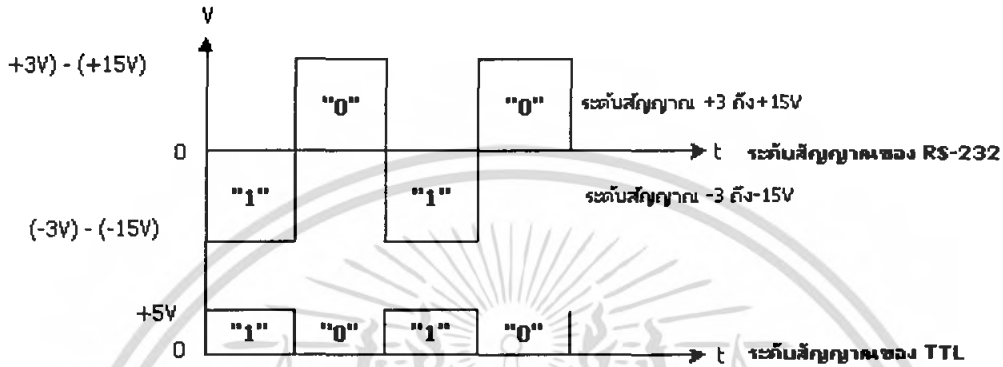 V
+3V) - (+15V)
"0" "0"
ระดับสัญญาณ +3 ถึง+15V
0 t ระดับสัญญาณของ RS-232
"1" "1"
ระดับสัญญาณ -3 ถึง-15V
(-3V) - (-15V)
+5V
"1" "0" "1" "0"
0 t ระดับสัญญาณของ TTL